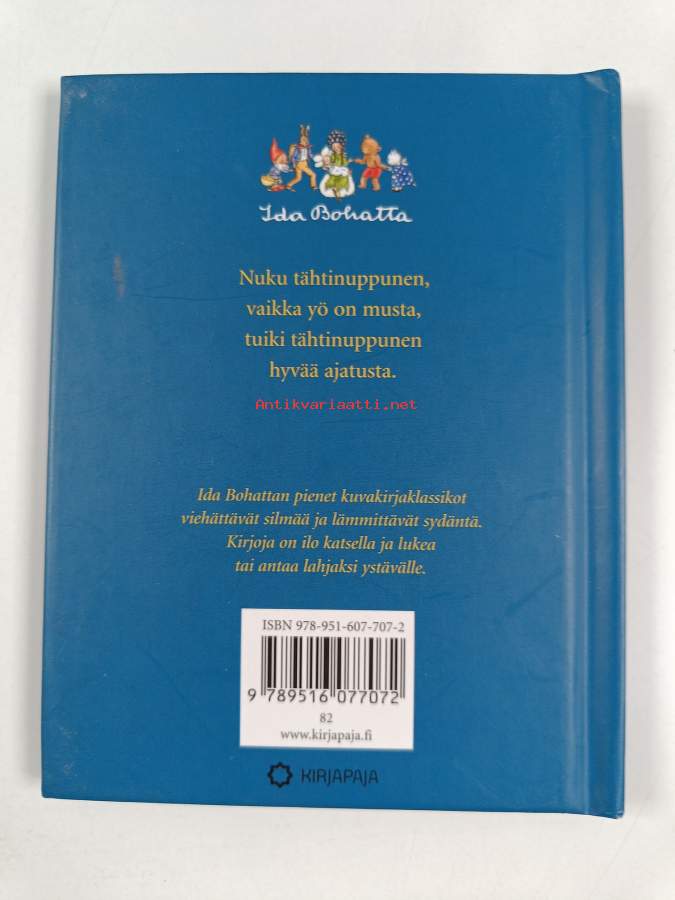 Ida Bohatta
Nuku tähtinuppunen,
vaikka yö on musta,
tuiki tähtinuppunen
hyvää ajatusta.
Antikvariaatti.net
Ida Bohattan pienet kuvakirjaklassikot
viehättävät silmää ja lämmittävät sydäntä.
Kirjoja on ilo katsella ja lukea
tai antaa lahjaksi ystävälle.
ISBN 978-951-607-707-2
9 789516 077072
82
www.kirjapaja.fi
KIRJAPAJA